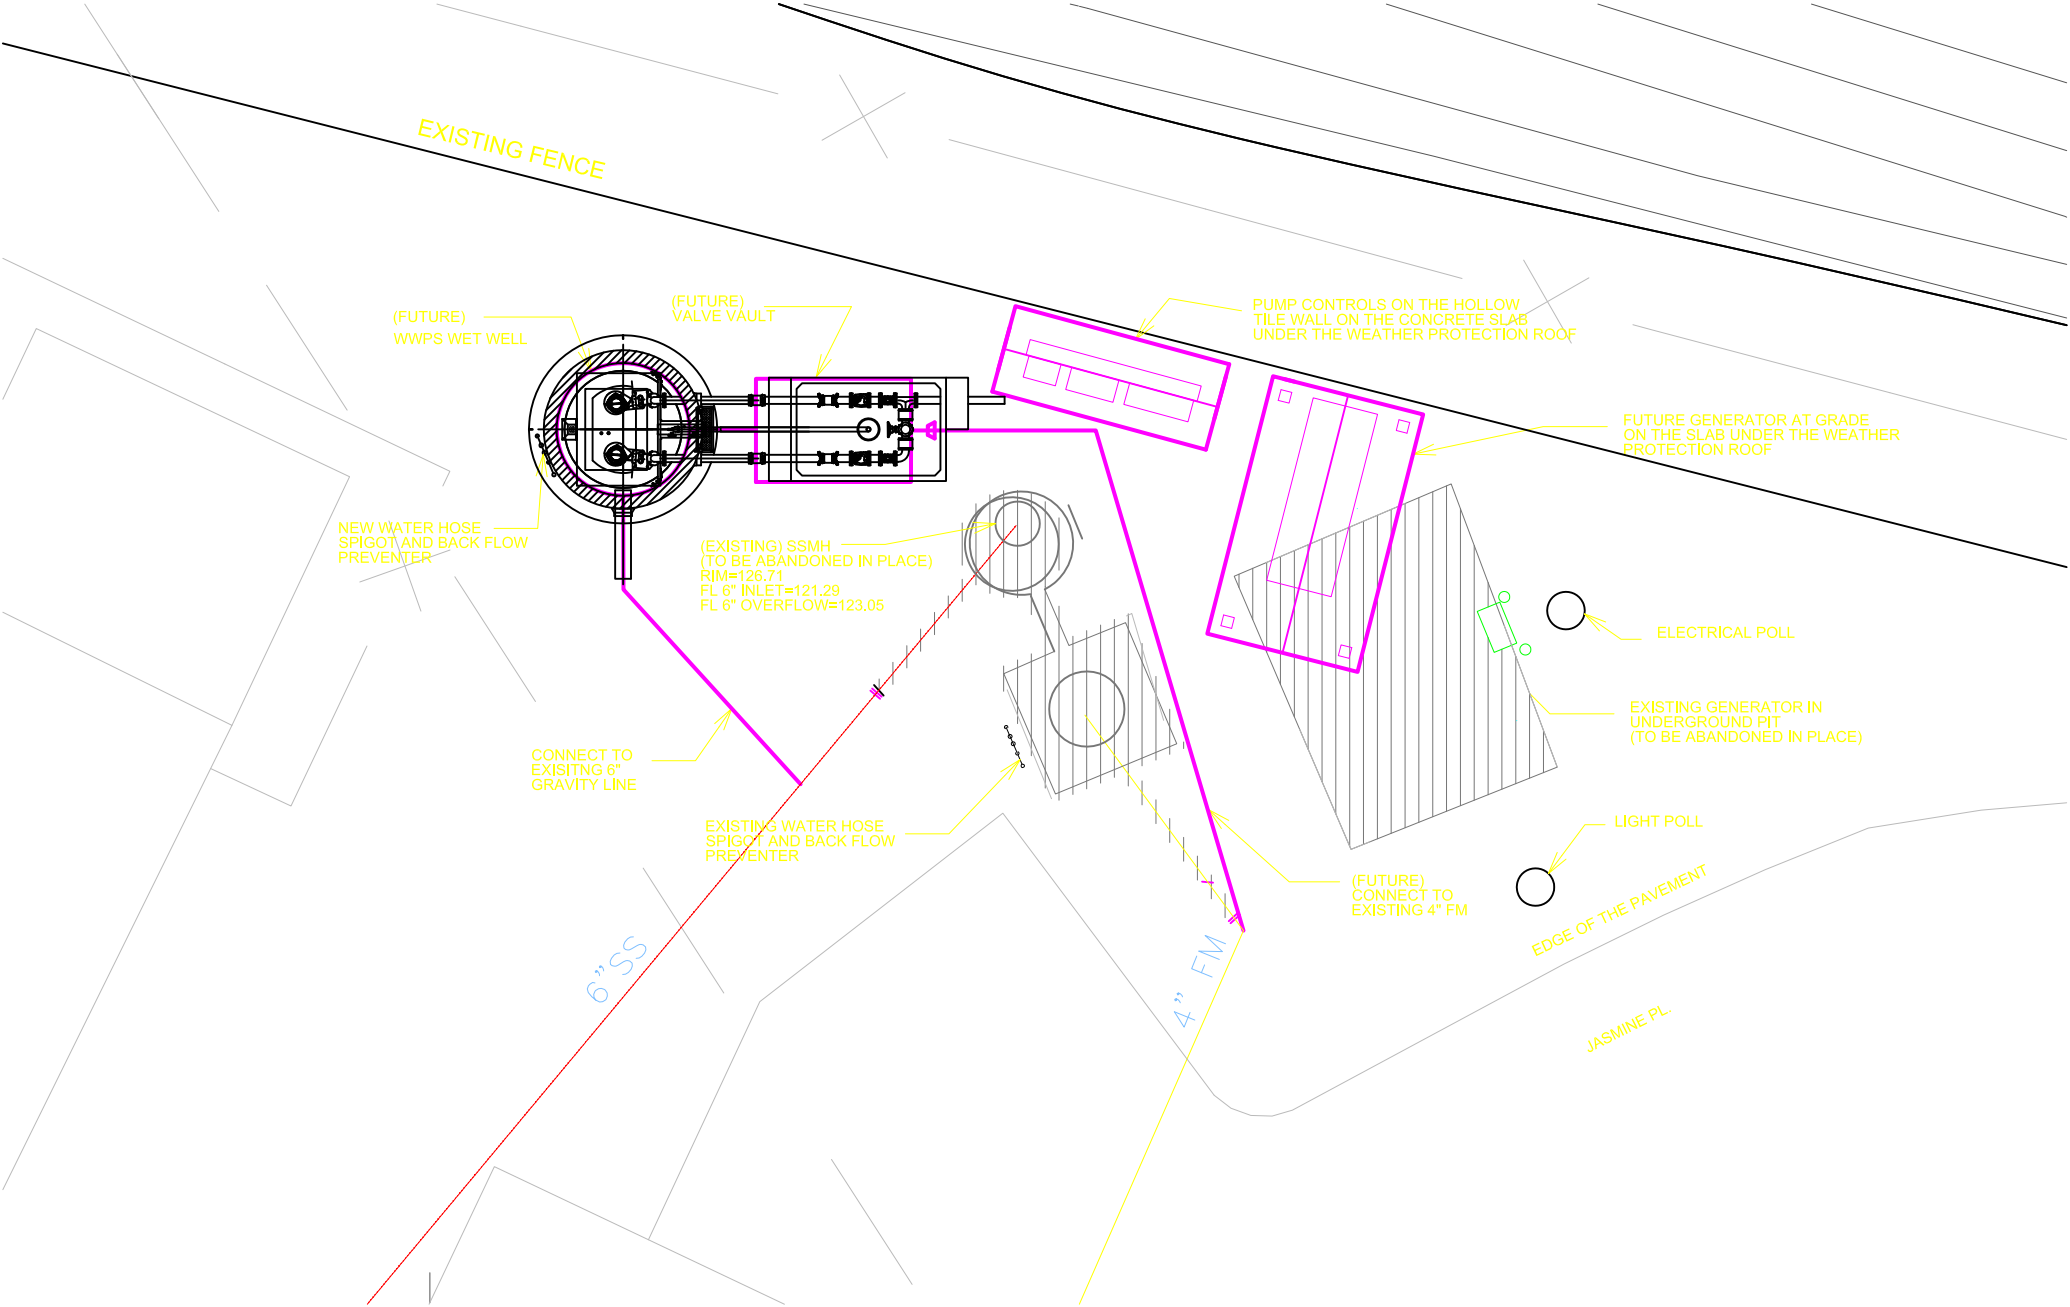 EXISTING FENCE
(FUTURE)
WWPS WET WELL
(FUTURE)
VALVE VAULT
PUMP CONTROLS ON THE HOLLOW
TILE WALL ON THE CONCRETE SLAB
UNDER THE WEATHER PROTECTION ROOF
FUTURE GENERATOR AT GRADE
ON THE SLAB UNDER THE WEATHER
PROTECTION ROOF
NEW WATER HOSE
SPIGOT AND BACK FLOW
PREVENTER
(EXISTING) SSMH
(TO BE ABANDONED IN PLACE)
RIM=126.71
FL 6" INLET=121.29
FL 6" OVERFLOW=123.05
ELECTRICAL POLL
EXISTING GENERATOR IN
UNDERGROUND PIT
(TO BE ABANDONED IN PLACE)
CONNECT TO
EXISITNG 6"
GRAVITY LINE
EXISTING WATER HOSE
SPIGOT AND BACK FLOW
PREVENTER
LIGHT POLL
(FUTURE)
CONNECT TO
EXISTING 4" FM
EDGE OF THE PAVEMENT
6"SS
4" FM
JASMINE PL.